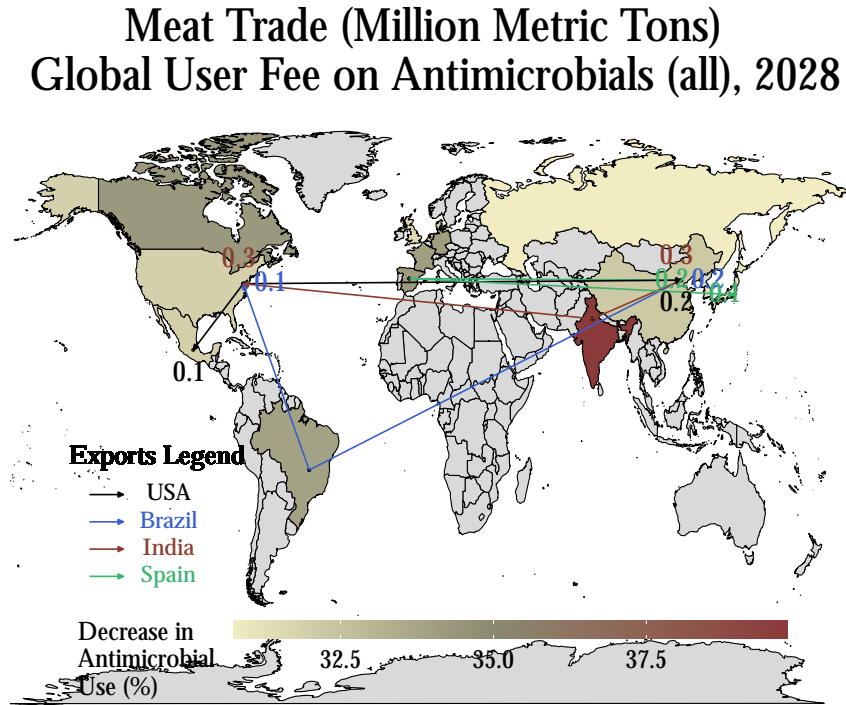 Meat Trade (Million Metric Tons)
Global User Fee on Antimicrobials (all), 2028
0.3
0.3
0.1
0.2
0.2
0.2
0.1
Exports Legend
USA
Brazil
India
Spain
Decrease in
Antimicrobial
Use (%)
32.5
35.0
37.5